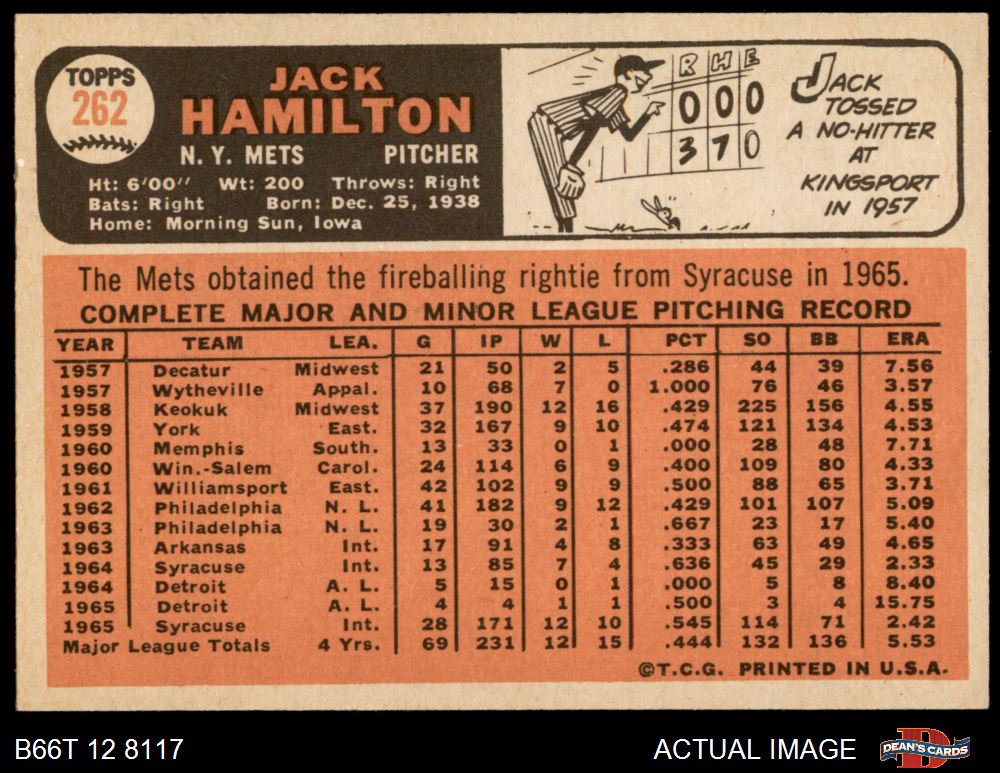 TOPPS
262
JACK
HAMILTON
N. Y. METS PITCHER
Ht: 6'00'' Wt: 200 Throws: Right
Bats: Right Born: Dec. 25, 1938
Home: Morning Sun, Iowa
R H E
0 0 0
3 7 0
JACK
TOSSED
A NO-HITTER
AT
KINGSPORT
IN 1957
The Mets obtained the fireballing rightie from Syracuse in 1965.
COMPLETE MAJOR AND MINOR LEAGUE PITCHING RECORD
YEAR TEAM LEA. G IP W L PCT SO BB ERA
1957 Decatur Midwest 21 50 2 5 .286 44 39 7.56
1957 Wytheville Appal. 10 68 7 0 1.000 76 46 3.57
1958 Keokuk Midwest 37 190 12 16 .429 225 156 4.55
1959 York East. 32 167 9 10 .474 121 134 4.53
1960 Memphis South. 13 33 0 1 .000 28 48 7.71
1960 Win.-Salem Carol. 24 114 6 9 .400 109 80 4.33
1961 Williamsport East. 42 102 9 9 .500 88 65 3.71
1962 Philadelphia N. L. 41 182 9 12 .429 101 107 5.09
1963 Philadelphia N. L. 19 30 2 1 .667 23 17 5.40
1963 Arkansas Int. 17 91 4 8 .333 63 49 4.65
1964 Syracuse Int. 13 85 7 4 .636 45 29 2.33
1964 Detroit A. L. 5 15 0 1 .000 5 8 8.40
1965 Detroit A. L. 4 4 1 1 .500 3 4 15.75
1965 Syracuse Int. 28 171 12 10 .545 114 71 2.42
Major League Totals 4 Yrs. 69 231 12 15 .444 132 136 5.53
©T.C.G. PRINTED IN U.S.A.
B66T 12 8117 ACTUAL IMAGE DEAN'S CARDS